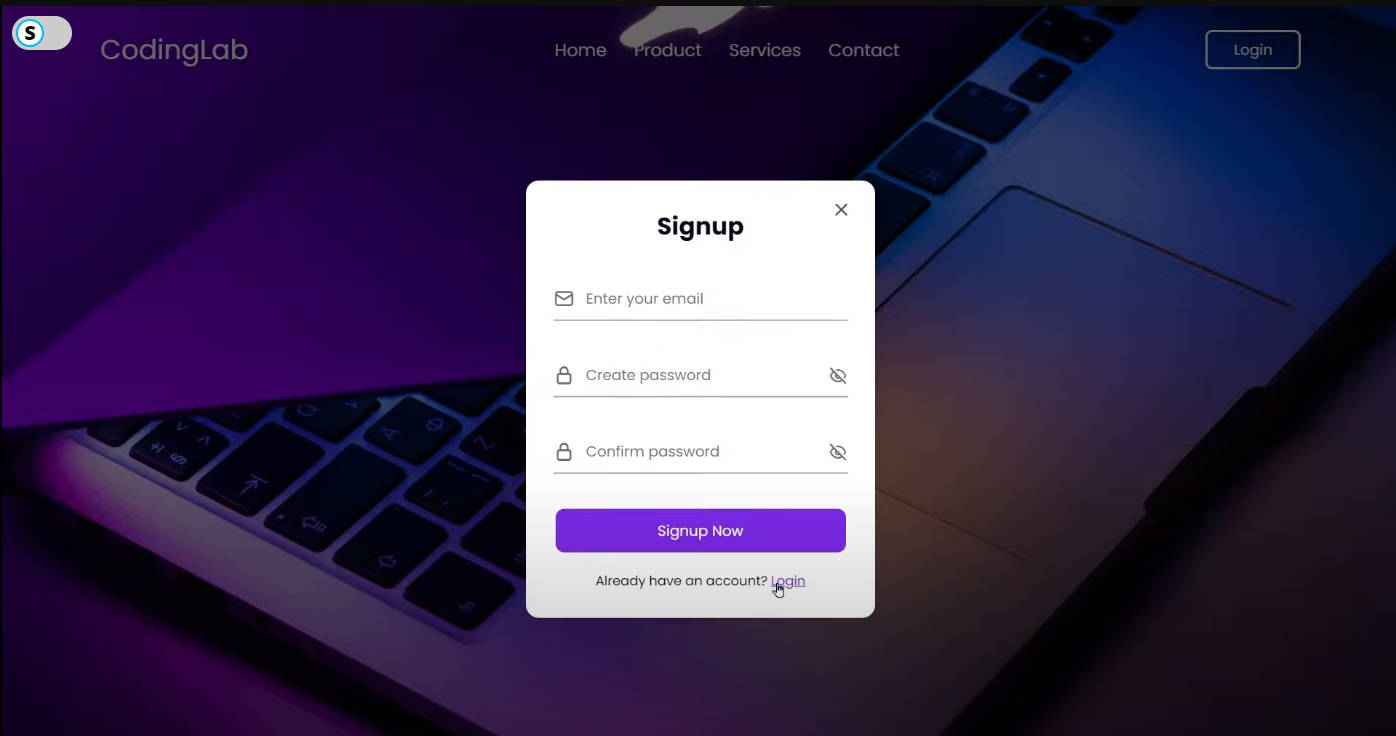 S
CodingLab
Home Product Services Contact
Login
Signup
Enter your email
Create password
Confirm password
Signup Now
Already have an account? Login